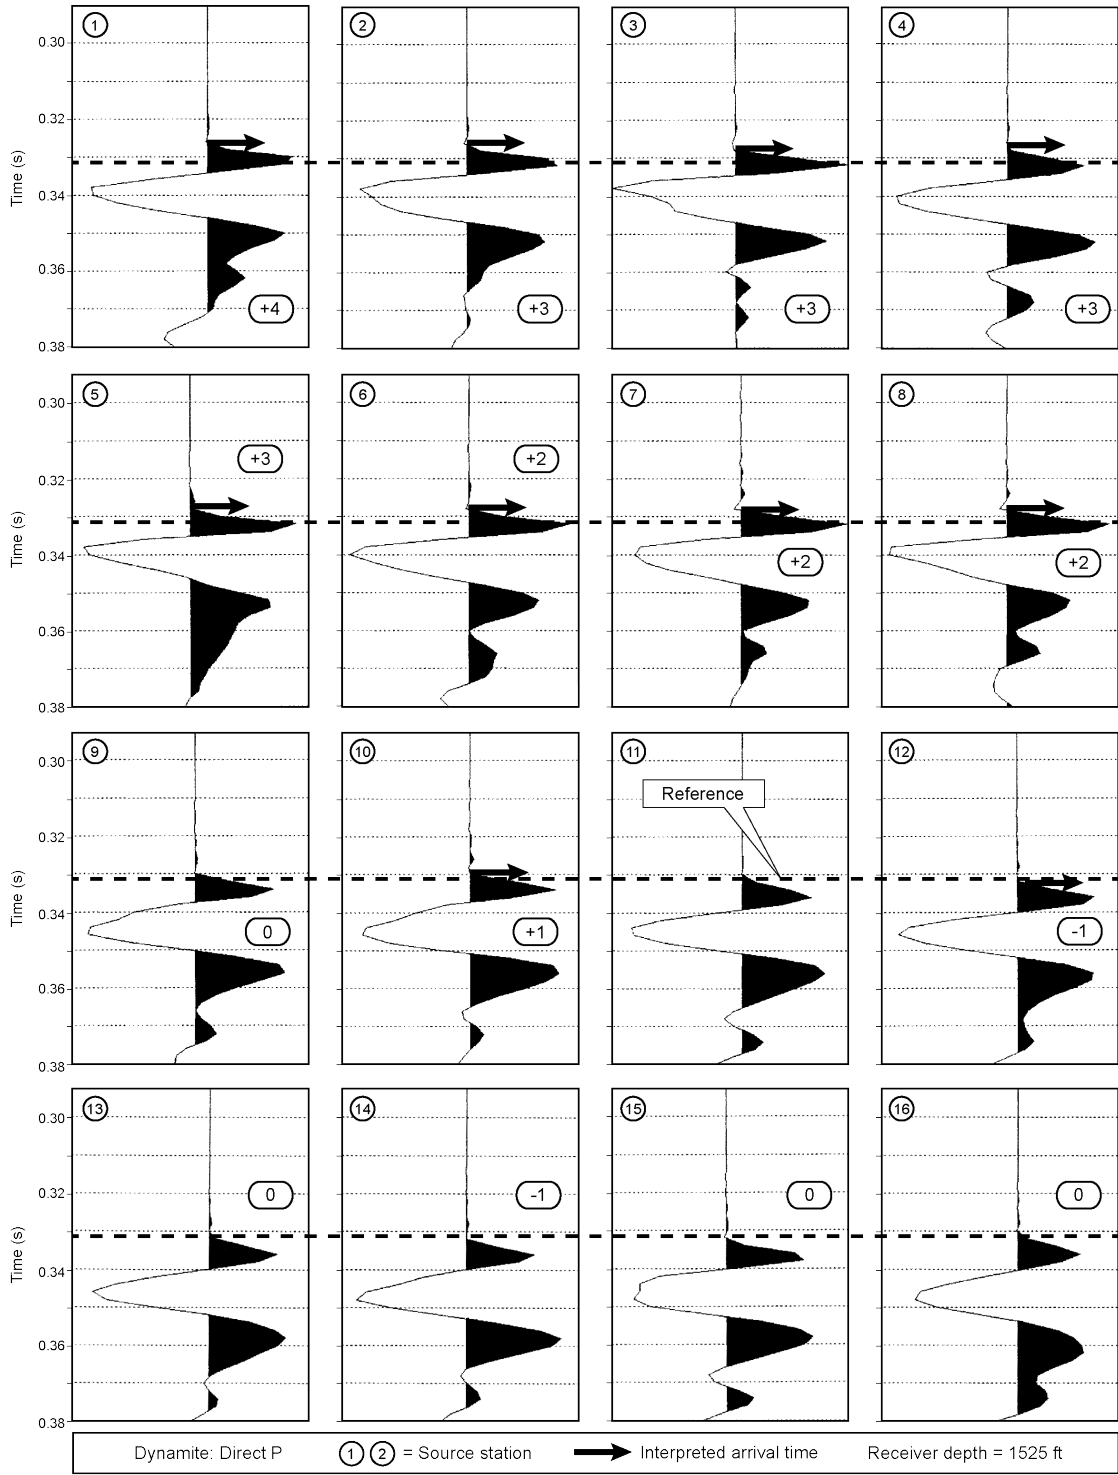 1 2 3 4
0.30
0.32
0.34
0.36
0.38
Time (s)
+4 +3 +3 +3
5 6 7 8
0.30
+3 +2
0.32
0.34
+2 +2
0.36
0.38
Time (s)
9 10 11 12
0.30
Reference
0.32
0.34
0 +1 -1
0.36
0.38
Time (s)
13 14 15 16
0.30
0 -1 0 0
0.32
0.34
0.36
0.38
Time (s)
Dynamite: Direct P 1 2 = Source station Interpreted arrival time Receiver depth = 1525 ft